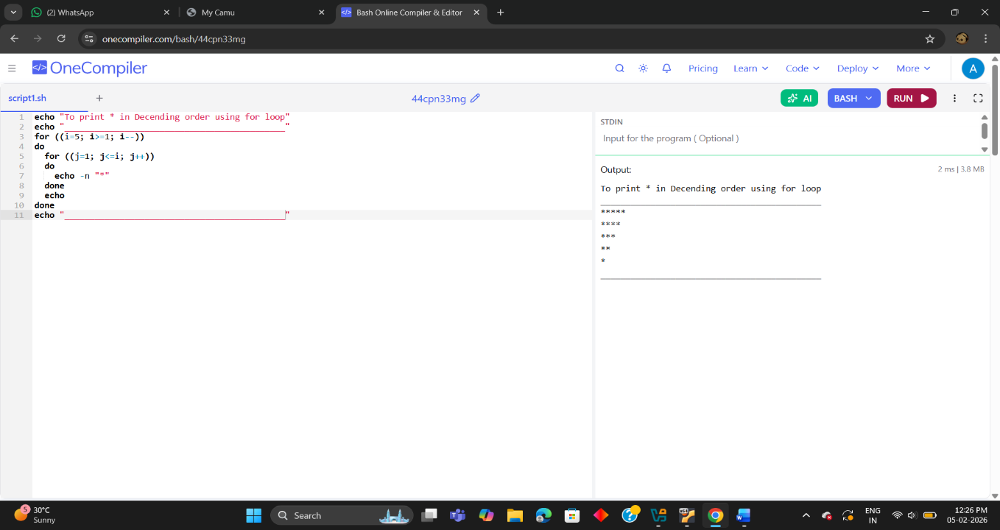 (2) WhatsApp
My Camu
Bash Online Compiler & Editor
onecompiler.com/bash/44cpn33mg
</> OneCompiler
Pricing Learn Code Deploy More A
script1.sh + 44cpn33mg AI BASH RUN
1 echo "To print * in Decending order using for loop"
2 echo "____________________________________________"
3 for ((i=5; i>=1; i--))
4 do
5 for ((j=1; j<=i; j++))
6 do
7 echo -n "*"
8 done
9 echo
10 done
11 echo "____________________________________________"
STDIN
Input for the program ( Optional )
Output: 2 ms | 3.8 MB
To print * in Decending order using for loop
____________________________________________
*****
****
***
**
*
____________________________________________
5 30°C
Sunny
Search
ENG
IN
12:26 PM
05-02-2026